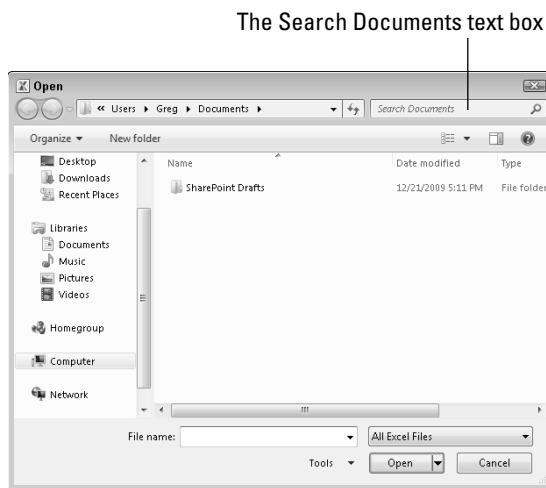 The Search Documents text box
Open
« Users ▸ Greg ▸ Documents ▸
Search Documents
Organize ▾ New folder
Desktop
Downloads
Recent Places
Libraries
Documents
Music
Pictures
Videos
Homegroup
Computer
Network
Name Date modified Type
SharePoint Drafts 12/21/2009 5:11 PM File folder
File name: All Excel Files
Tools Open Cancel